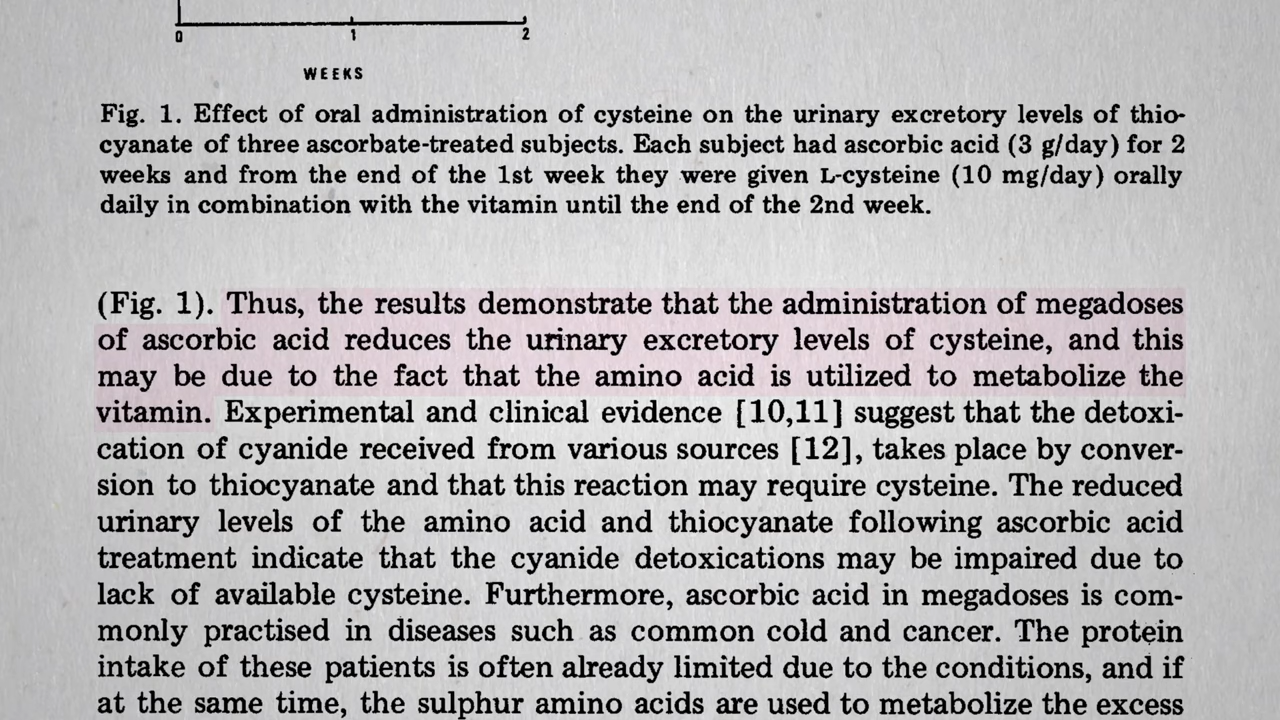 0 1 2
WEEKS
Fig. 1. Effect of oral administration of cysteine on the urinary excretory levels of thio-
cyanate of three ascorbate-treated subjects. Each subject had ascorbic acid (3 g/day) for 2
weeks and from the end of the 1st week they were given L-cysteine (10 mg/day) orally
daily in combination with the vitamin until the end of the 2nd week.
(Fig. 1). Thus, the results demonstrate that the administration of megadoses
of ascorbic acid reduces the urinary excretory levels of cysteine, and this
may be due to the fact that the amino acid is utilized to metabolize the
vitamin. Experimental and clinical evidence [10,11] suggest that the detoxi-
cation of cyanide received from various sources [12], takes place by conver-
sion to thiocyanate and that this reaction may require cysteine. The reduced
urinary levels of the amino acid and thiocyanate following ascorbic acid
treatment indicate that the cyanide detoxications may be impaired due to
lack of available cysteine. Furthermore, ascorbic acid in megadoses is com-
monly practised in diseases such as common cold and cancer. The protein
intake of these patients is often already limited due to the conditions, and if
at the same time, the sulphur amino acids are used to metabolize the excess